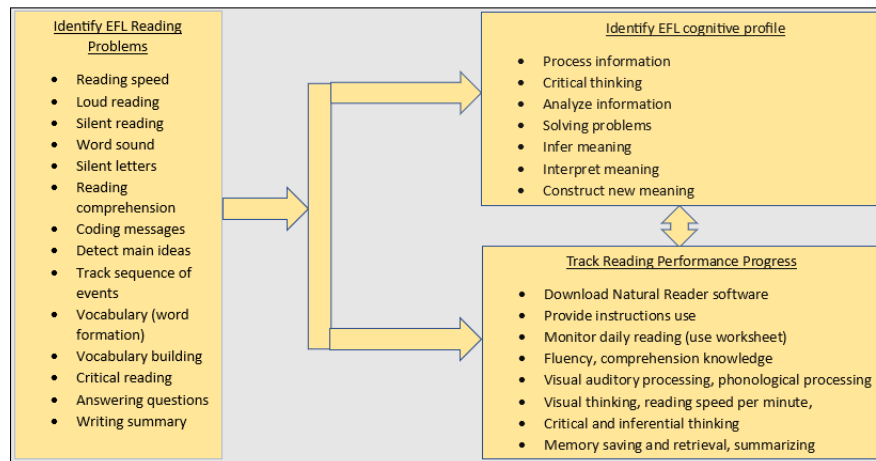 Identify EFL Reading
Problems
• Reading speed
• Loud reading
• Silent reading
• Word sound
• Silent letters
• Reading
comprehension
• Coding messages
• Detect main ideas
• Track sequence of
events
• Vocabulary (word
formation)
• Vocabulary building
• Critical reading
• Answering questions
• Writing summary
Identify EFL cognitive profile
• Process information
• Critical thinking
• Analyze information
• Solving problems
• Infer meaning
• Interpret meaning
• Construct new meaning
Track Reading Performance Progress
• Download Natural Reader software
• Provide instructions use
• Monitor daily reading (use worksheet)
• Fluency, comprehension knowledge
• Visual auditory processing, phonological processing
• Visual thinking, reading speed per minute,
• Critical and inferential thinking
• Memory saving and retrieval, summarizing